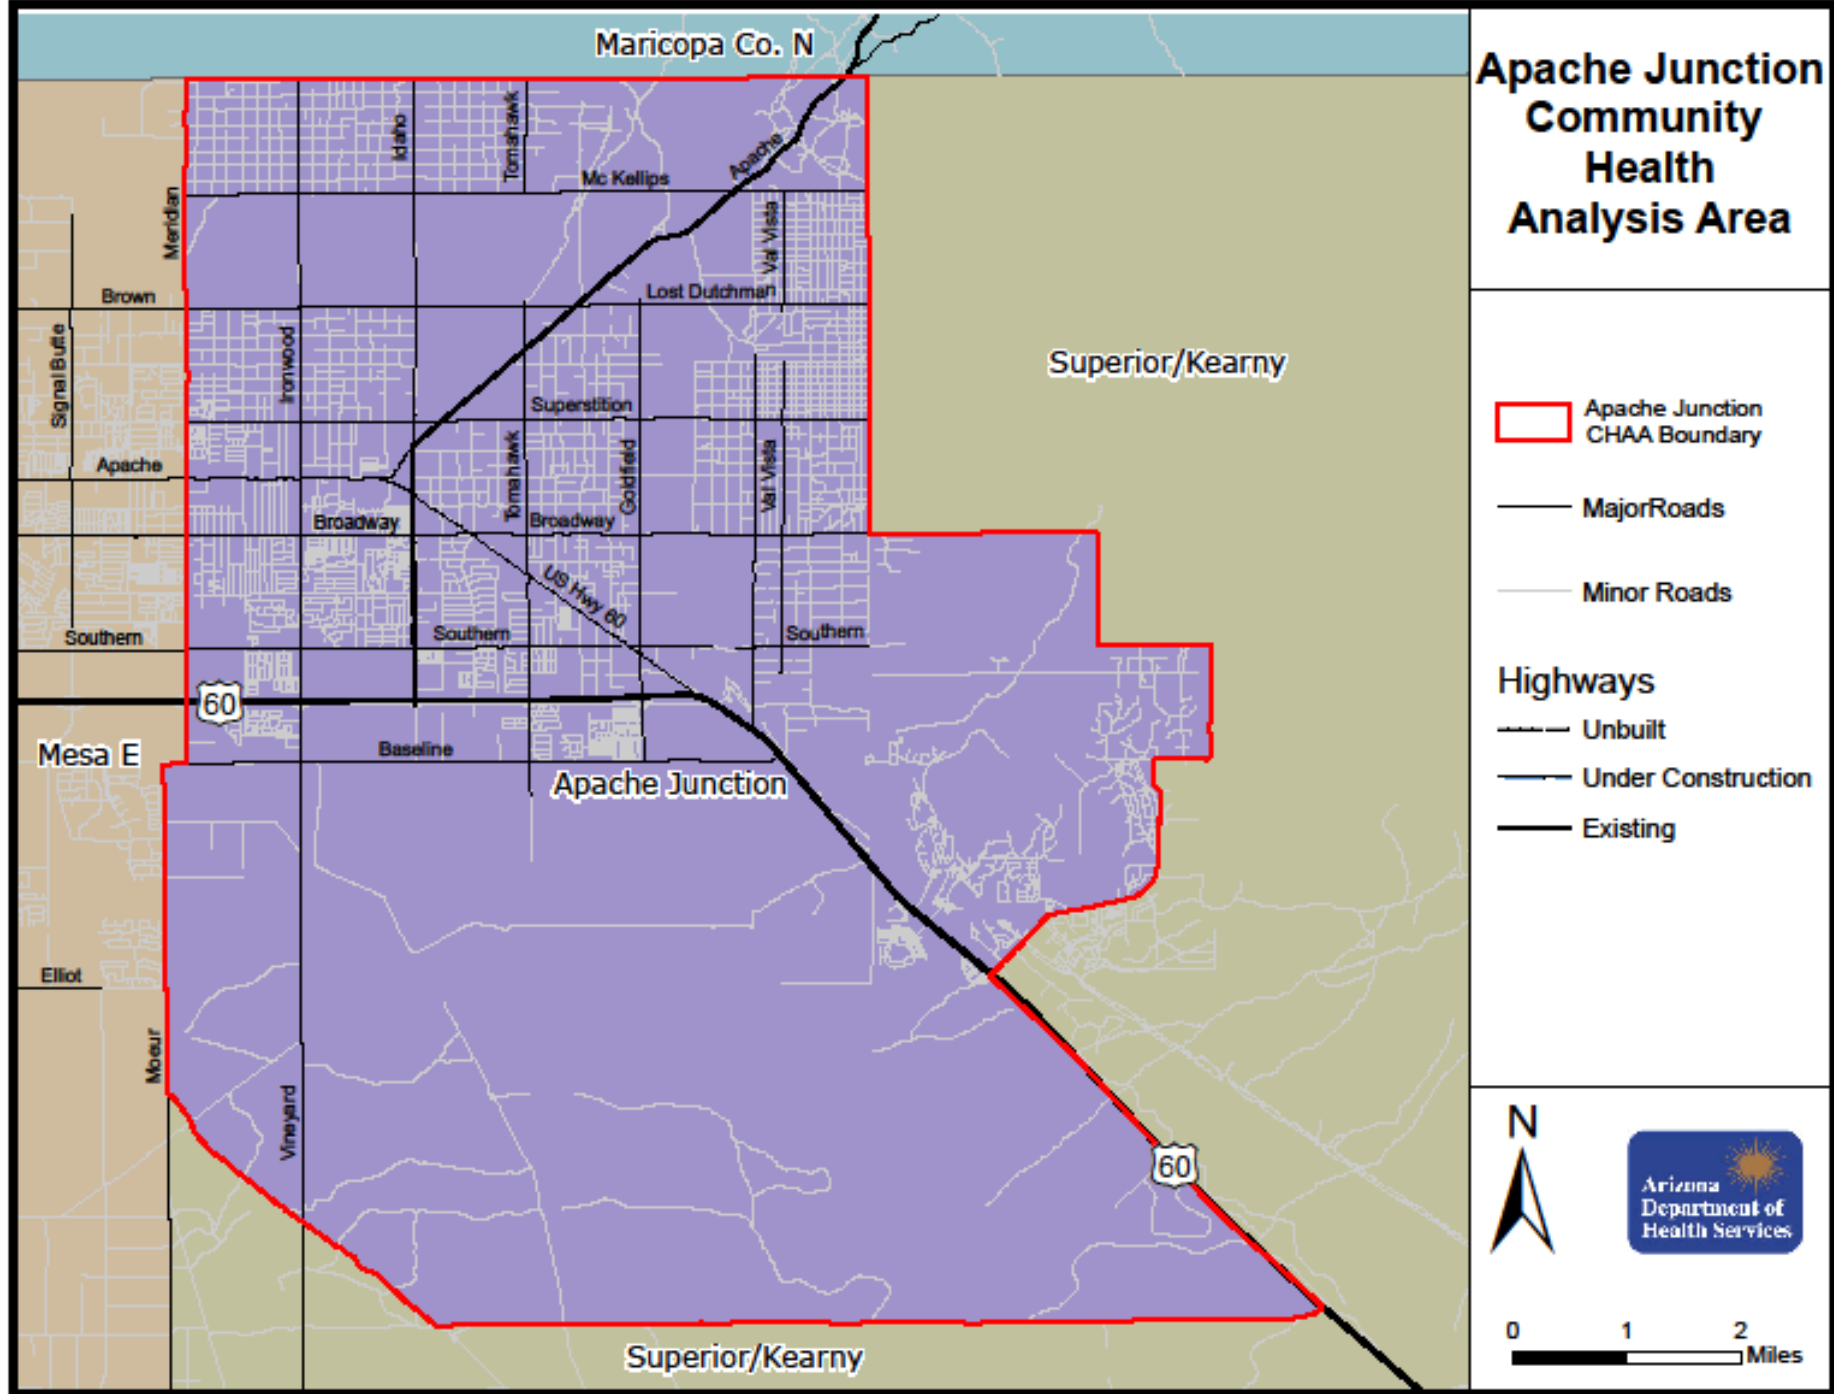 Maricopa Co. N
Apache Junction
Community
Health
Analysis Area
Idaho
Tomahawk
Apache
Mc Kellips
Meridian
Val Vista
Brown
Lost Dutchman
Signal Butte
Ironwood
Superior/Kearny
Superstition
Apache
Tomahawk
Goldfield
Val Vista
Broadway
Broadway
US Hwy 60
Southern
Southern
Southern
60
Mesa E
Baseline
Apache Junction
Elliot
Moeur
Vineyard
60
Superior/Kearny
Apache Junction
CHAA Boundary
MajorRoads
Minor Roads
Highways
Unbuilt
Under Construction
Existing
N
Arizona
Department of
Health Services
0 1 2
Miles